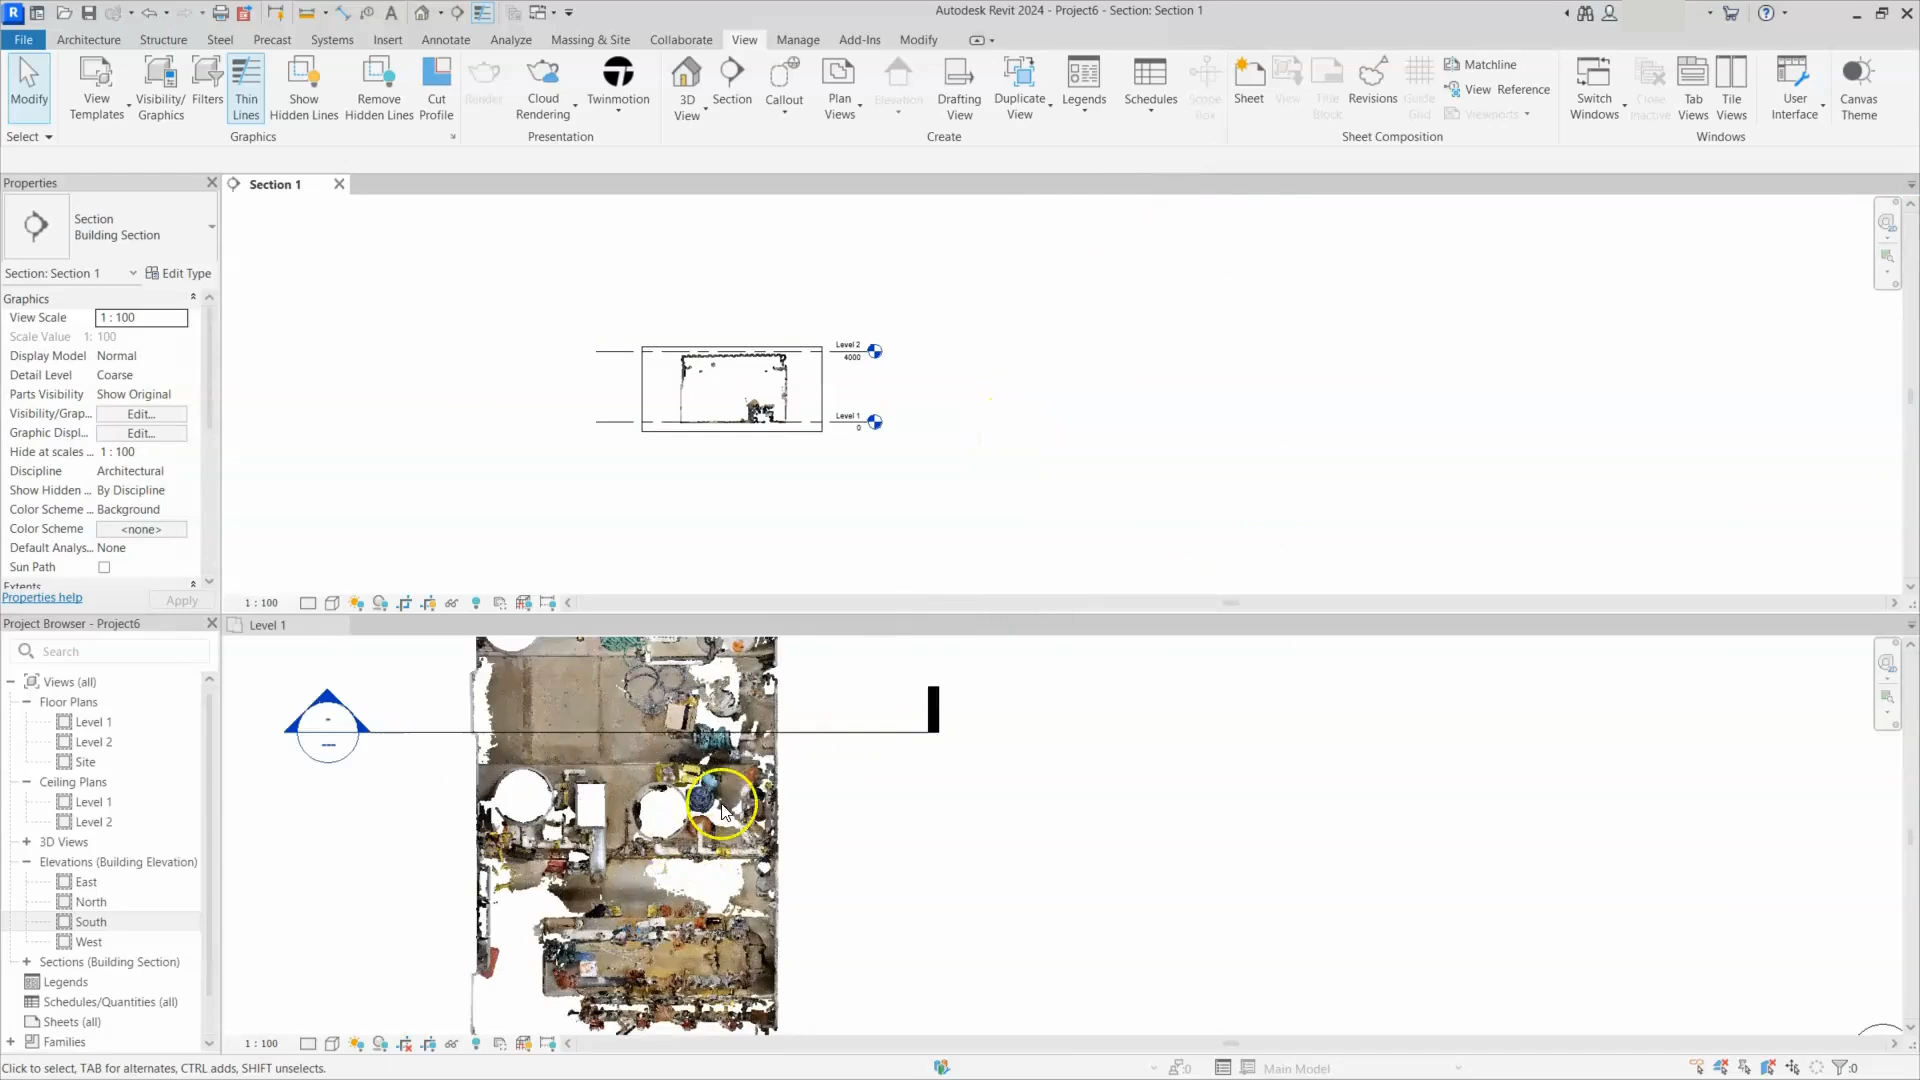 Autodesk Revit 2024 - Project6 - Section: Section 1
File Architecture Structure Steel Precast Systems Insert Annotate Analyze Massing & Site Collaborate View Manage Add-Ins Modify
Modify
View Templates
Visibility/ Graphics
Filters
Thin Lines
Show Hidden Lines
Remove Hidden Lines
Cut Profile
Render
Cloud Rendering
Twinmotion
3D View
Section
Callout
Plan Views
Elevation
Drafting View
Duplicate View
Legends
Schedules
Scope Box
Sheet
View
Title Block
Revisions
Guide Grid
Matchline
View Reference
Viewports
Switch Windows
Close Inactive
Tab Views
Tile Views
User Interface
Canvas Theme
Select Graphics Presentation Create Sheet Composition Windows
Properties
Section 1
Section
Building Section
Section: Section 1 Edit Type
Graphics
View Scale 1 : 100
Scale Value 1: 100
Display Model Normal
Detail Level Coarse
Parts Visibility Show Original
Visibility/Grap... Edit...
Graphic Displ... Edit...
Hide at scales ... 1 : 100
Discipline Architectural
Show Hidden ... By Discipline
Color Scheme ... Background
Color Scheme <none>
Default Analys... None
Sun Path
Extents
Properties help Apply
Level 2
4000
Level 1
0
1 : 100
Project Browser - Project6
Level 1
Search
Views (all)
Floor Plans
Level 1
Level 2
Site
Ceiling Plans
Level 1
Level 2
3D Views
Elevations (Building Elevation)
East
North
South
West
Sections (Building Section)
Legends
Schedules/Quantities (all)
Sheets (all)
Families
1 : 100
Click to select, TAB for alternates, CTRL adds, SHIFT unselects.
:0
Main Model
:0